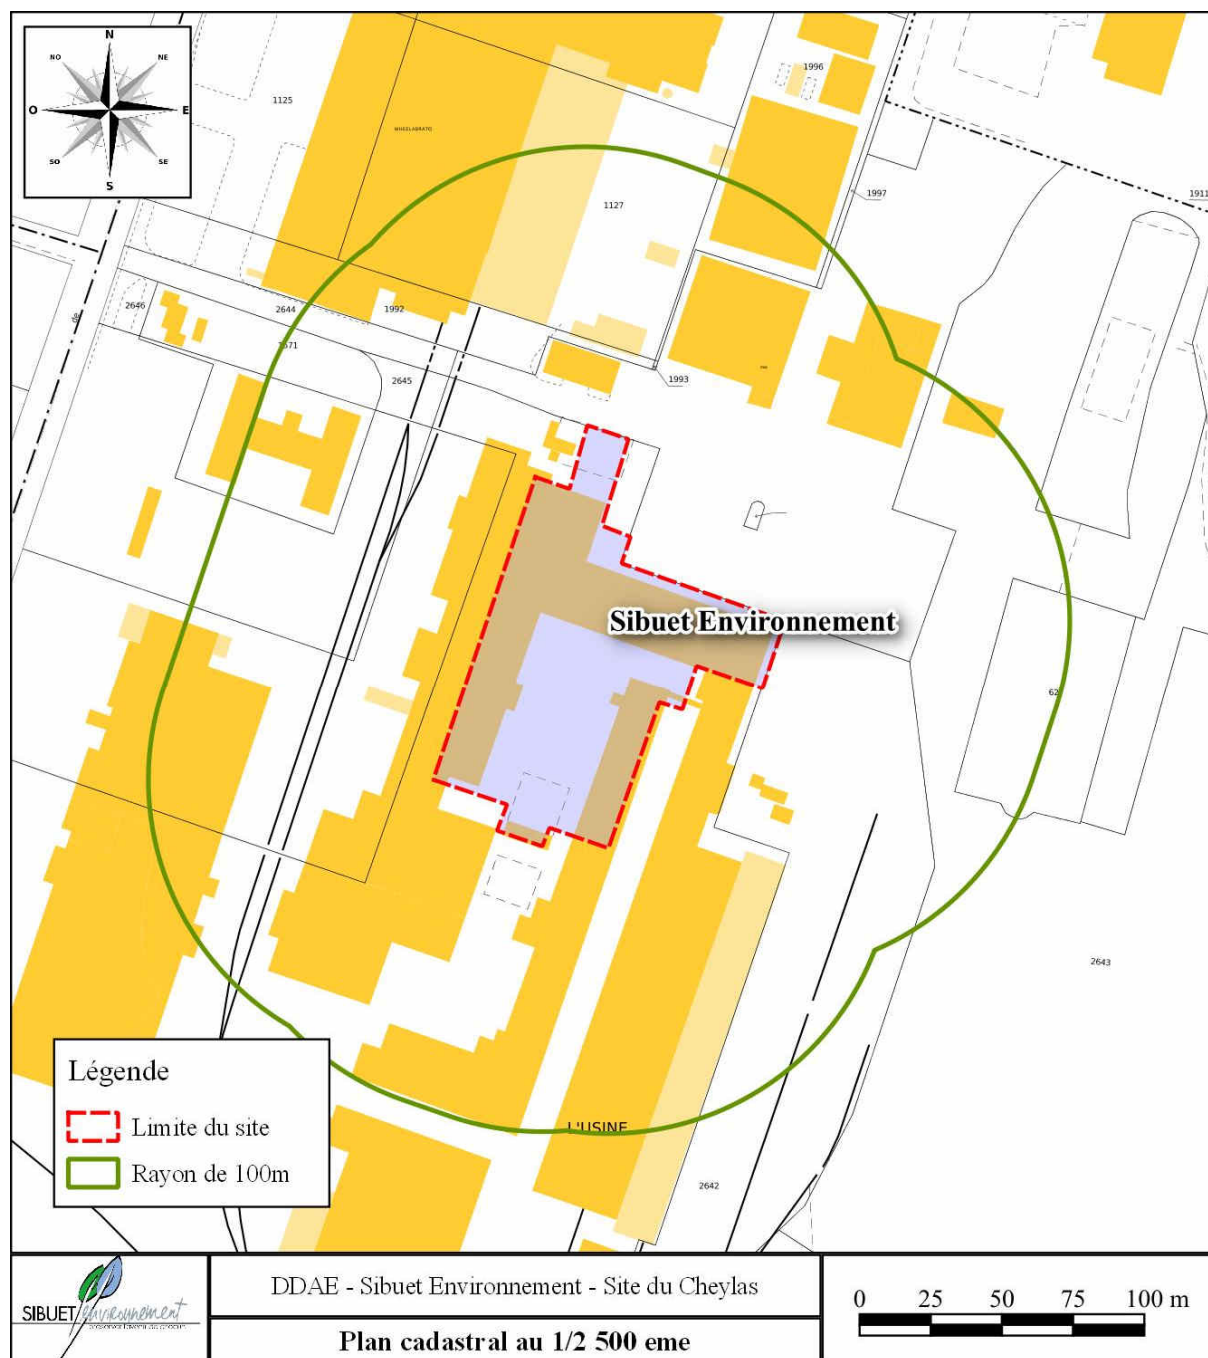 N
NO
NE
O
E
SO
SE
S
1125
1996
1997
1911
1127
2646
2644
1992
2645
1993
de
Sibuet Environnement
62
2643
L'USINE
2642
Légende
Limite du site
Rayon de 100m
SIBUET environnement
DDAE - Sibuet Environnement - Site du Cheylas
Plan cadastral au 1/2 500 eme
0 25 50 75 100 m